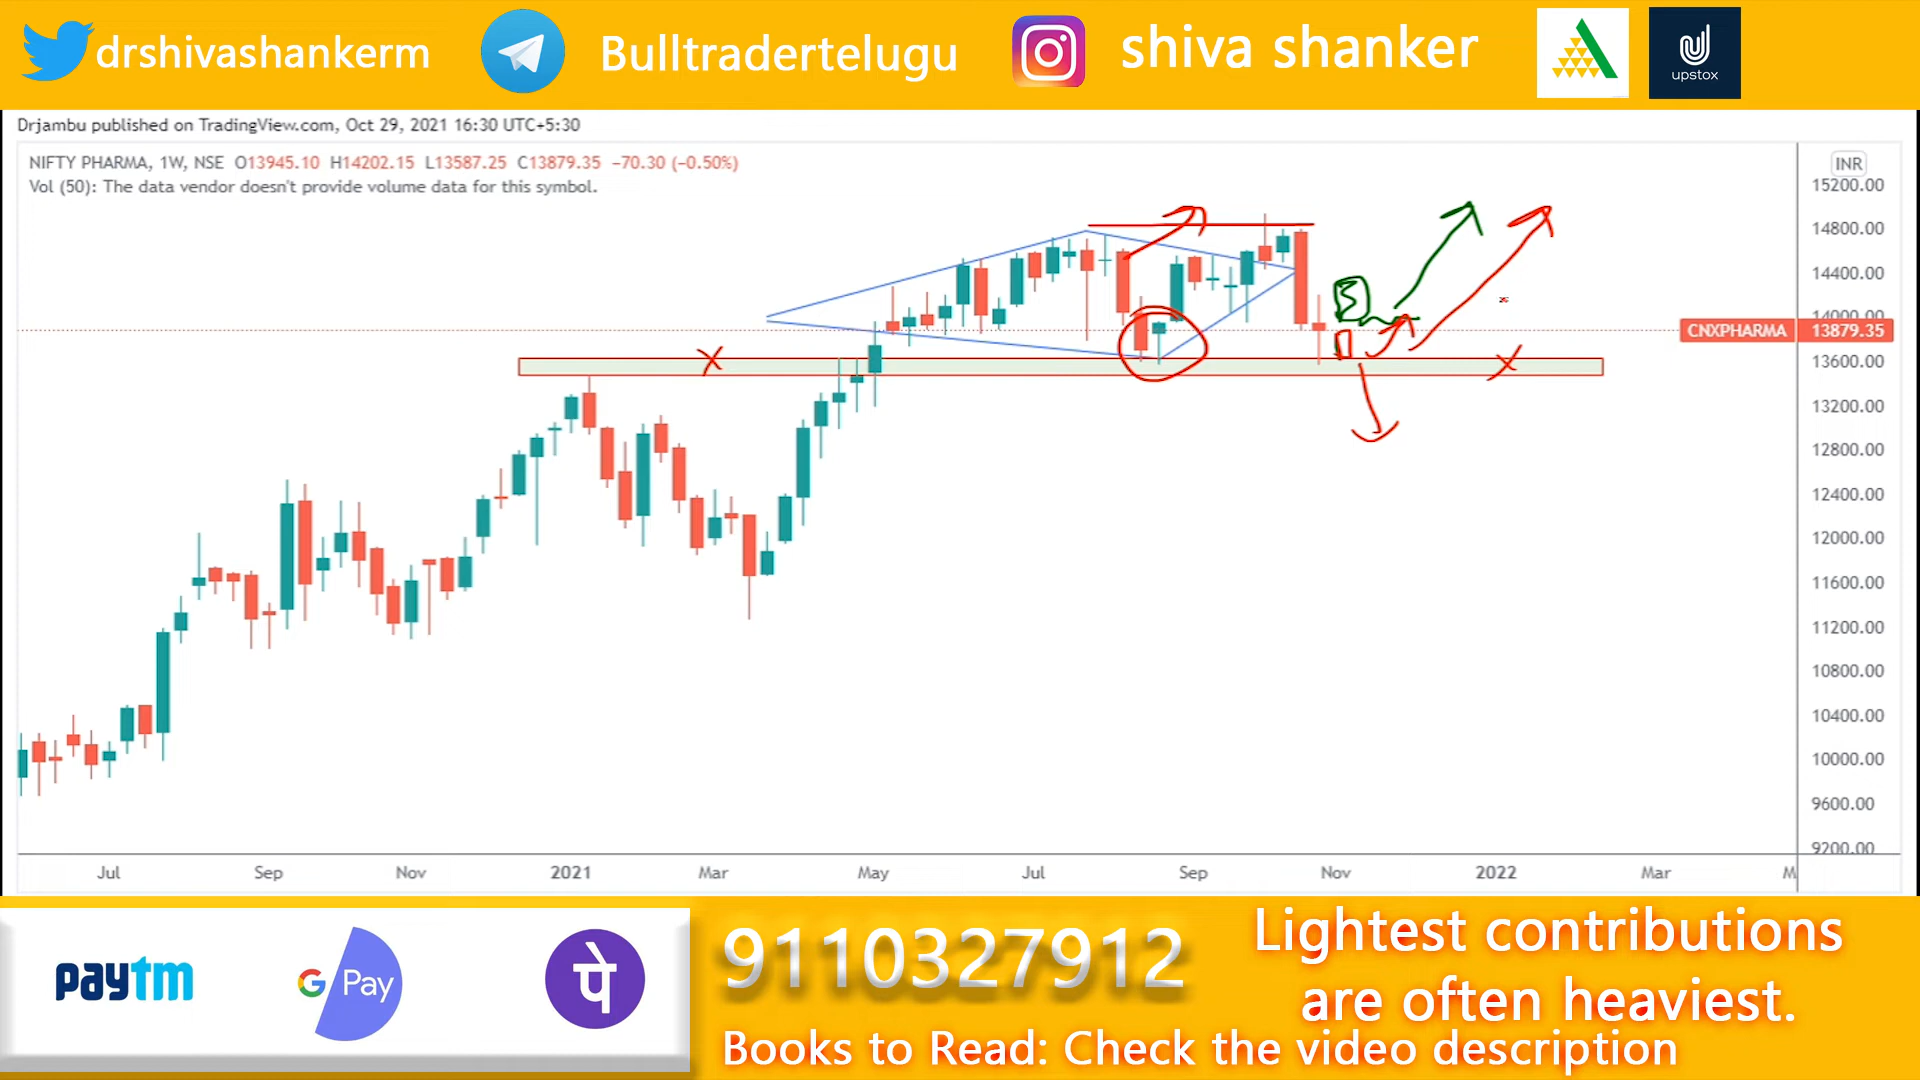 drshivashankerm
Bulltradertelugu
shiva shanker
upstox
Drjambu published on TradingView.com, Oct 29, 2021 16:30 UTC+5:30
NIFTY PHARMA, 1W, NSE O13945.10 H14202.15 L13587.25 C13879.35 −70.30 (−0.50%)
Vol (50): The data vendor doesn't provide volume data for this symbol.
INR
15200.00
14800.00
14400.00
14000.00
CNXPHARMA 13879.35
13600.00
13200.00
12800.00
12400.00
12000.00
11600.00
11200.00
10800.00
10400.00
10000.00
9600.00
9200.00
Jul Sep Nov 2021 Mar May Jul Sep Nov 2022 Mar M
paytm
G Pay
पे
9110327912
Lightest contributions
are often heaviest.
Books to Read: Check the video description